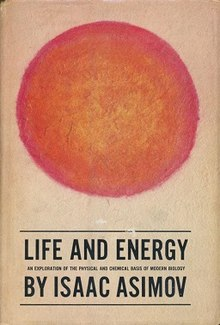 LIFE AND ENERGY
AN EXPLORATION OF THE PHYSICAL AND CHEMICAL BASIS OF MODERN BIOLOGY
BY ISAAC ASIMOV